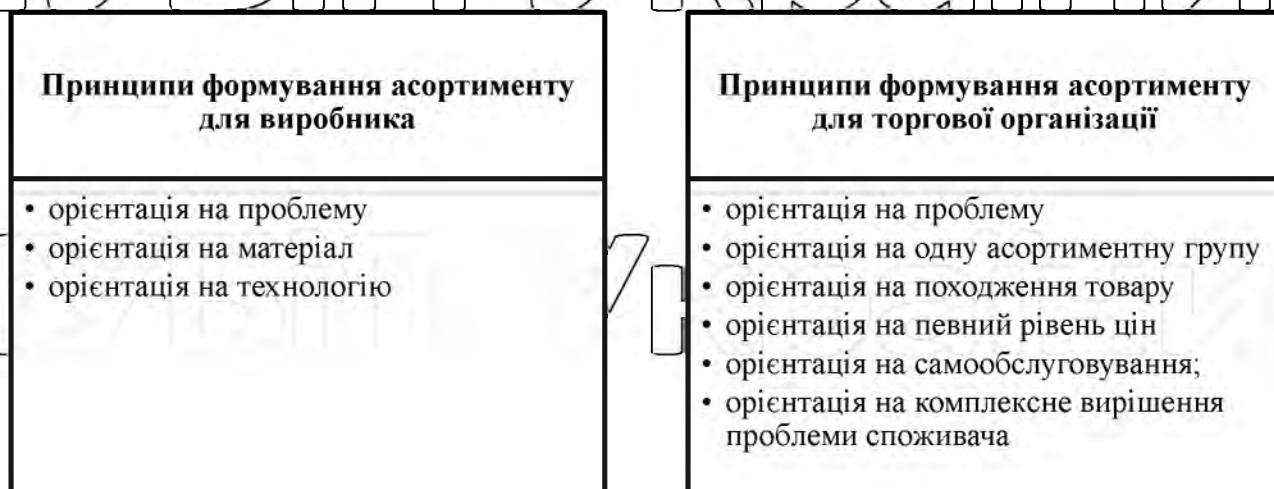 Принципи формування асортименту
для виробника
• орієнтація на проблему
• орієнтація на матеріал
• орієнтація на технологію
Принципи формування асортименту
для торгової організації
• орієнтація на проблему
• орієнтація на одну асортиментну групу
• орієнтація на походження товару
• орієнтація на певний рівень цін
• орієнтація на самообслуговування;
• орієнтація на комплексне вирішення
проблеми споживача